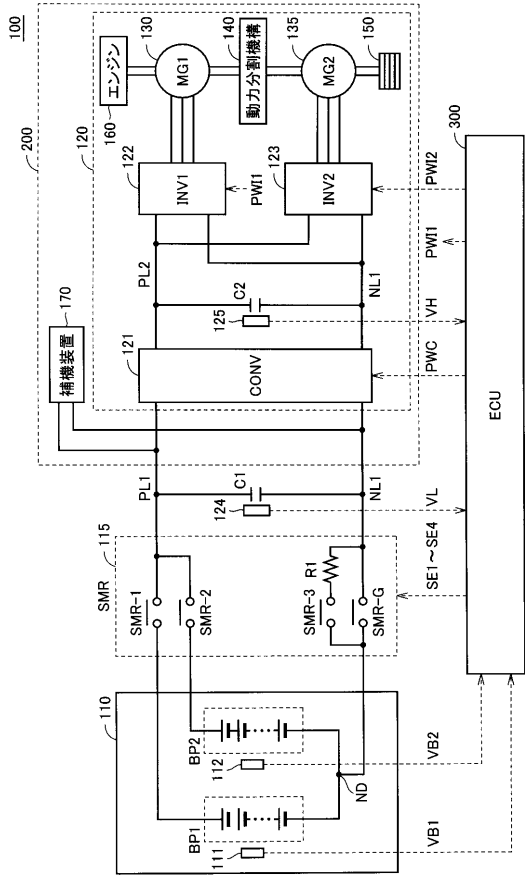 100
200
120
160
エンジン
130
MG1
140
動力分割機構
135
MG2
150
122
INV1
PWI1
123
INV2
PL2
NL1
C2
125
170
補機装置
121
CONV
PL1
NL1
C1
124
115
SMR
SMR-1
SMR-2
SMR-3
R1
SMR-G
110
BP1
BP2
111
112
ND
300
ECU
PWI2
PWI1
VH
PWC
VL
SE1～SE4
VB2
VB1